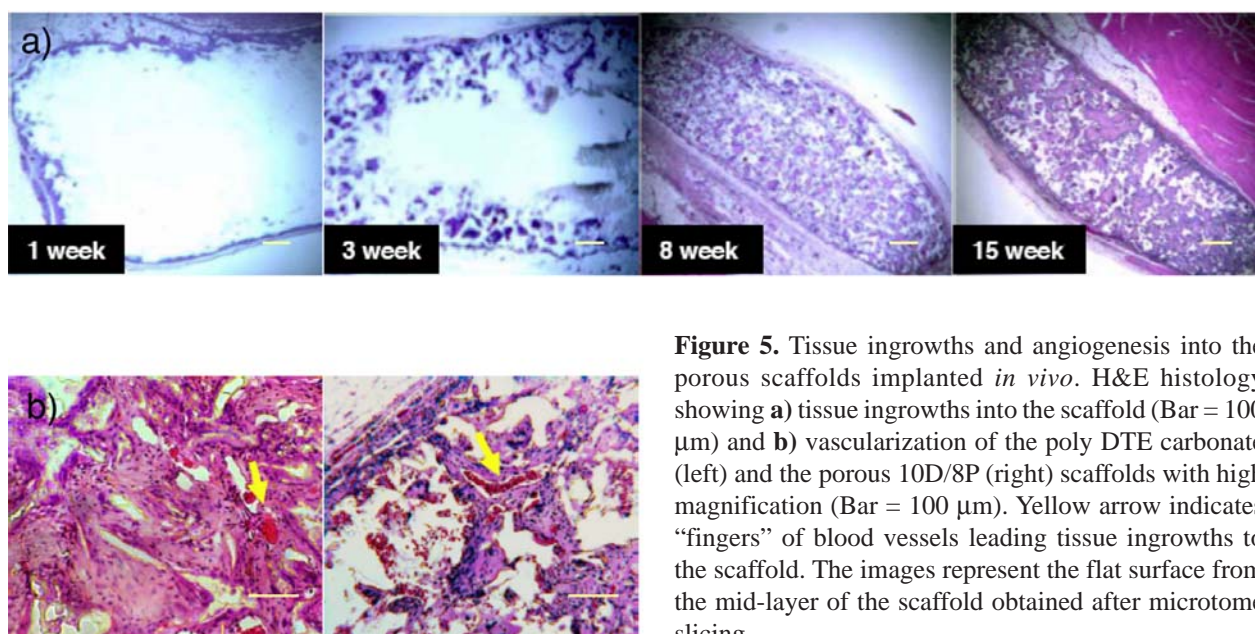 a)
1 week
3 week
8 week
15 week
b)
Figure 5. Tissue ingrowths and angiogenesis into the
porous scaffolds implanted in vivo. H&E histology
showing a) tissue ingrowths into the scaffold (Bar = 100
μm) and b) vascularization of the poly DTE carbonate
(left) and the porous 10D/8P (right) scaffolds with high
magnification (Bar = 100 μm). Yellow arrow indicates
“fingers” of blood vessels leading tissue ingrowths to
the scaffold. The images represent the flat surface from
the mid-layer of the scaffold obtained after microtome
slicing